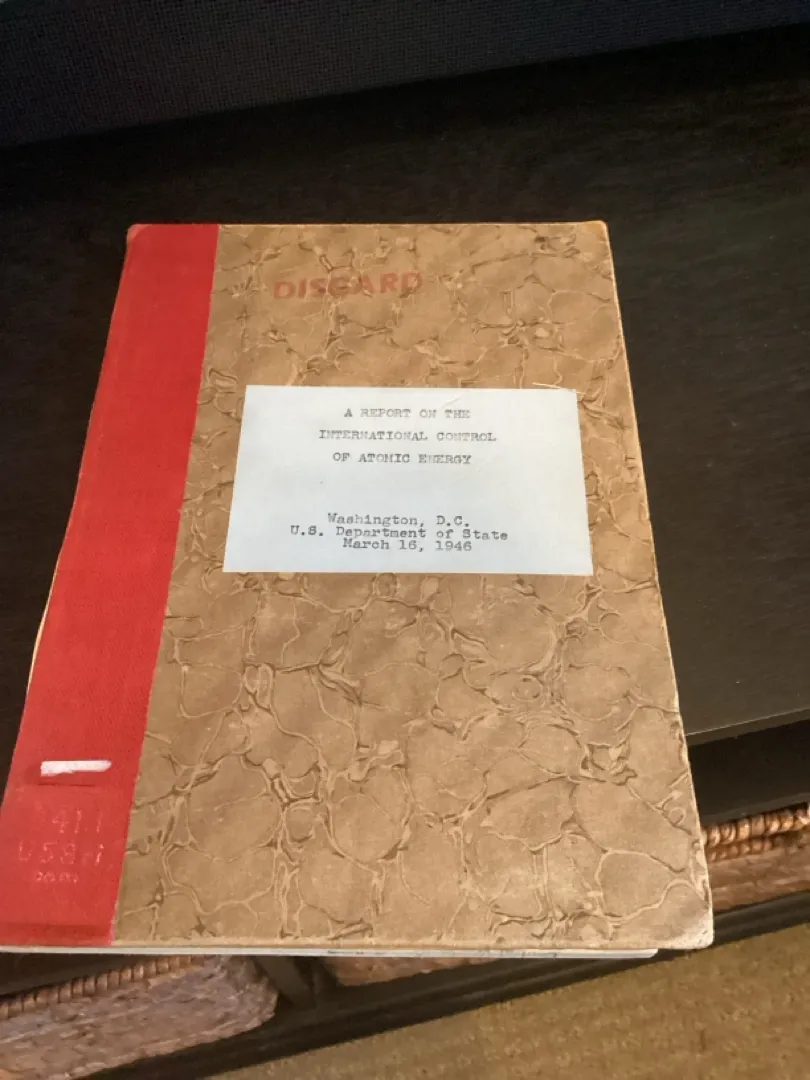 DISCARD
A REPORT ON THE
INTERNATIONAL CONTROL
OF ATOMIC ENERGY
Washington, D.C.
U.S. Department of State
March 16, 1946